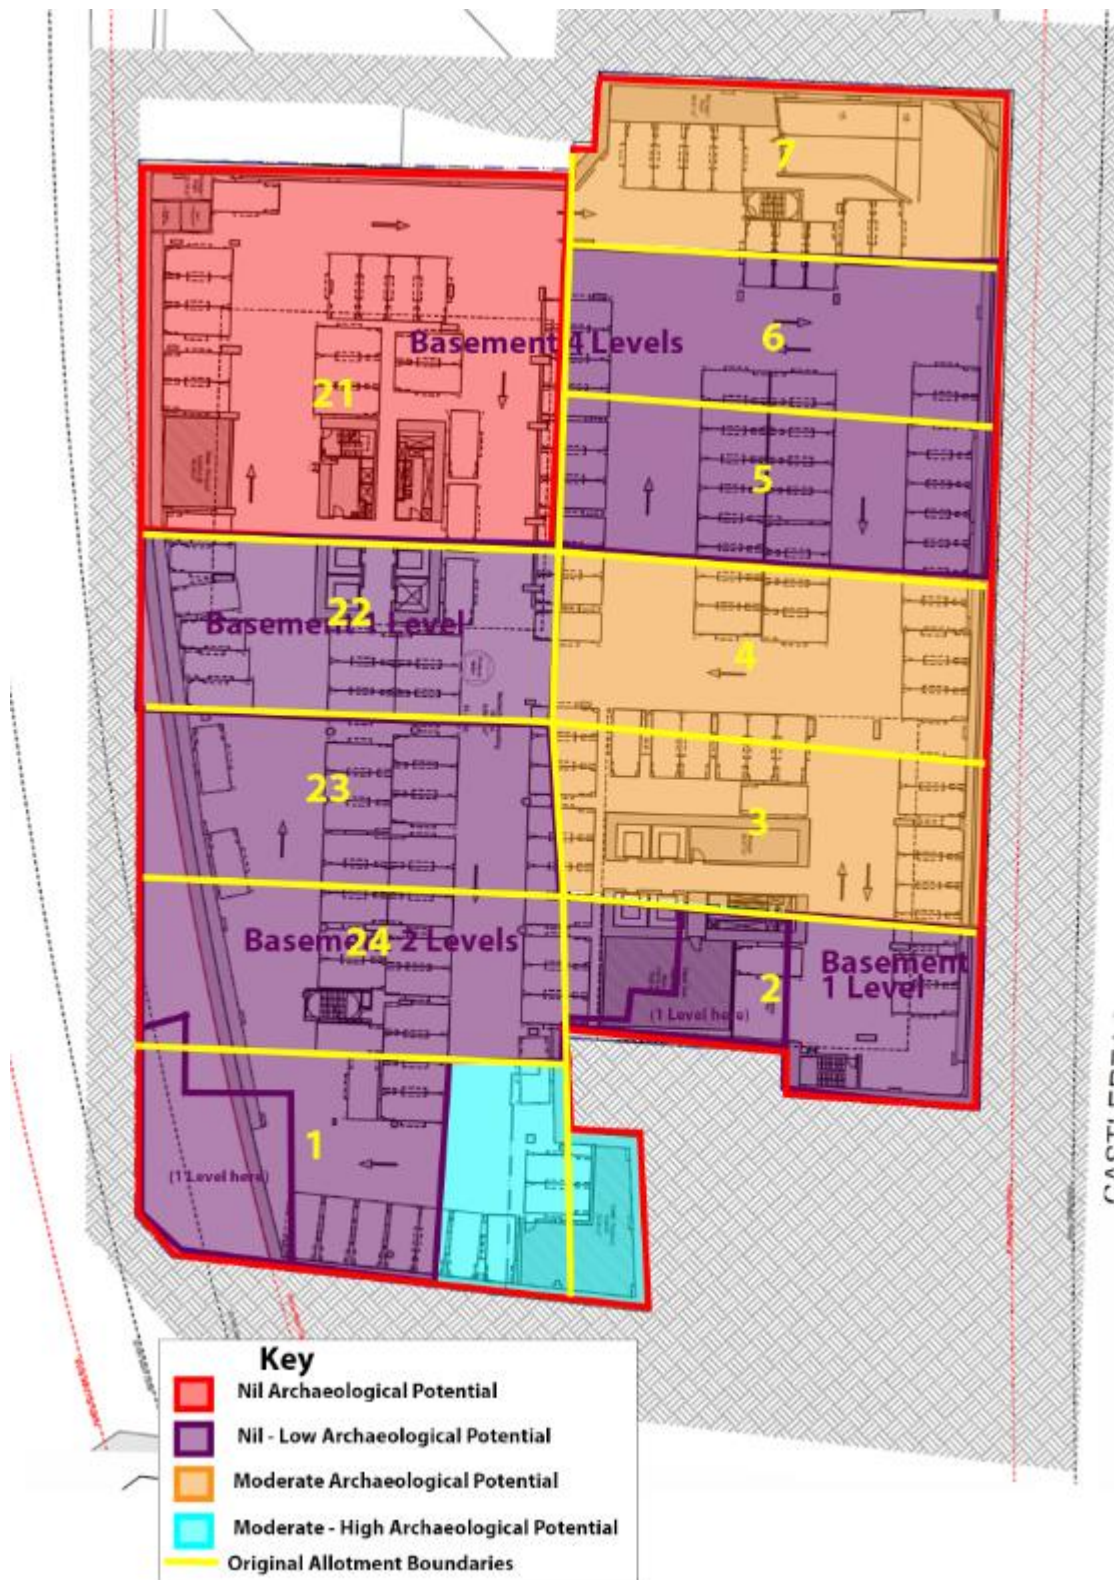 7
Basement 4 Levels
6
21
5
22
Basement 1 Level
4
23
3
Basement 2 Levels
24
Basement
1 Level
2
(1 Level here)
1
(1 Level here)
Key
Nil Archaeological Potential
Nil - Low Archaeological Potential
Moderate Archaeological Potential
Moderate - High Archaeological Potential
Original Allotment Boundaries